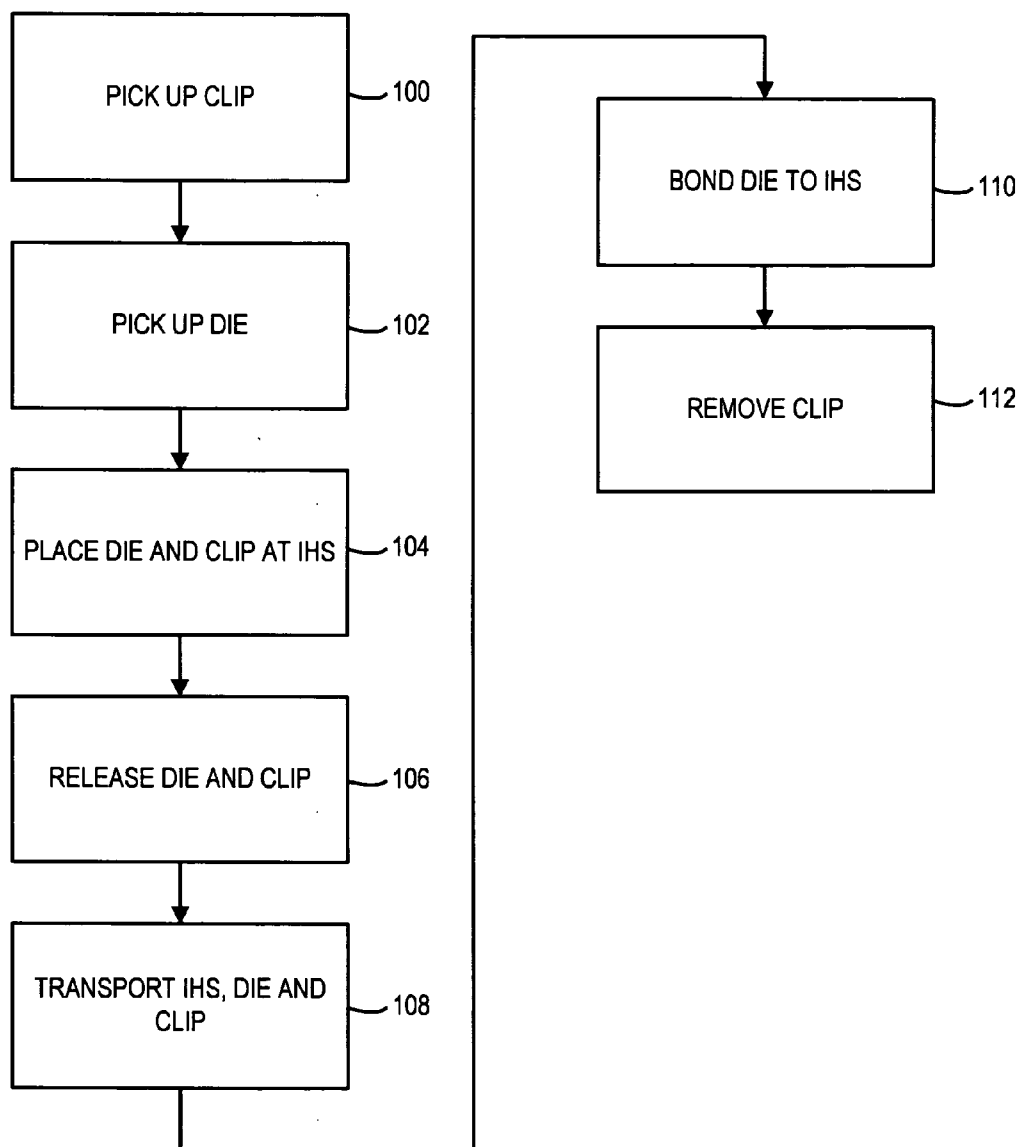 PICK UP CLIP
100
PICK UP DIE
102
PLACE DIE AND CLIP AT IHS
104
RELEASE DIE AND CLIP
106
TRANSPORT IHS, DIE AND
CLIP
108
BOND DIE TO IHS
110
REMOVE CLIP
112